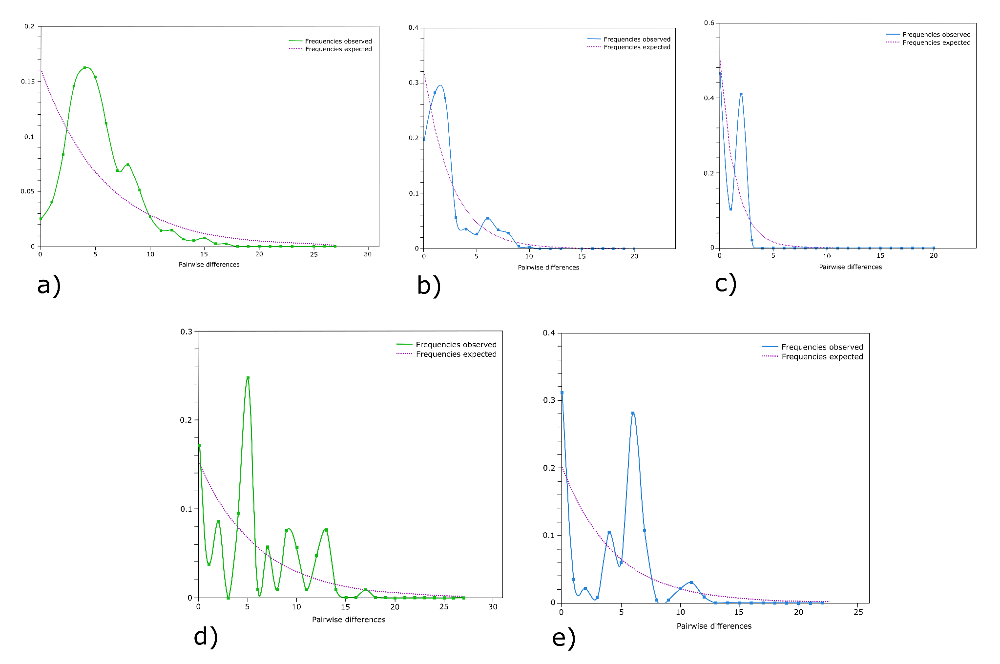 0.2
0.15
0.1
0.05
0
0 5 10 15 20 25 30
Frequencies observed
Frequencies expected
Pairwise differences
a)
0.4
0.3
0.2
0.1
0
0 5 10 15 20
Frequencies observed
Frequencies expected
Pairwise differences
b)
0.6
0.4
0.2
0
0 5 10 15 20
Frequencies observed
Frequencies expected
Pairwise differences
c)
0.3
0.2
0.1
0
0 5 10 15 20 25 30
Frequencies observed
Frequencies expected
Pairwise differences
d)
0.4
0.3
0.2
0.1
0
0 5 10 15 20 25
Frequencies observed
Frequencies expected
Pairwise differences
e)